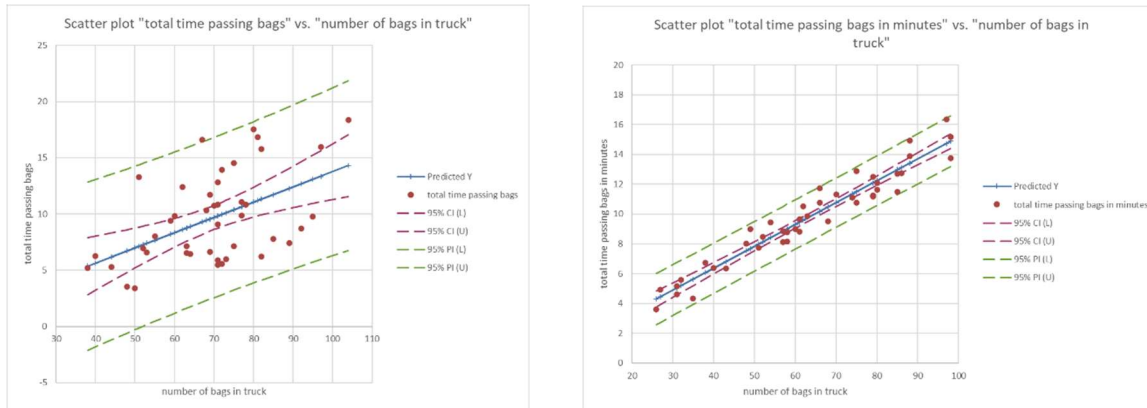 Scatter plot "total time passing bags" vs. "number of bags in truck"
25
20
15
10
5
0
-5
30 40 50 60 70 80 90 100 110
total time passing bags
number of bags in truck
Predicted Y
total time passing bags
95% CI (L)
95% CI (U)
95% PI (L)
95% PI (U)
Scatter plot "total time passing bags in minutes" vs. "number of bags in
truck"
20
18
16
14
12
10
8
6
4
2
0
20 30 40 50 60 70 80 90 100
total time passing bags in minutes
number of bags in truck
Predicted Y
total time passing bags in minutes
95% CI (L)
95% CI (U)
95% PI (L)
95% PI (U)